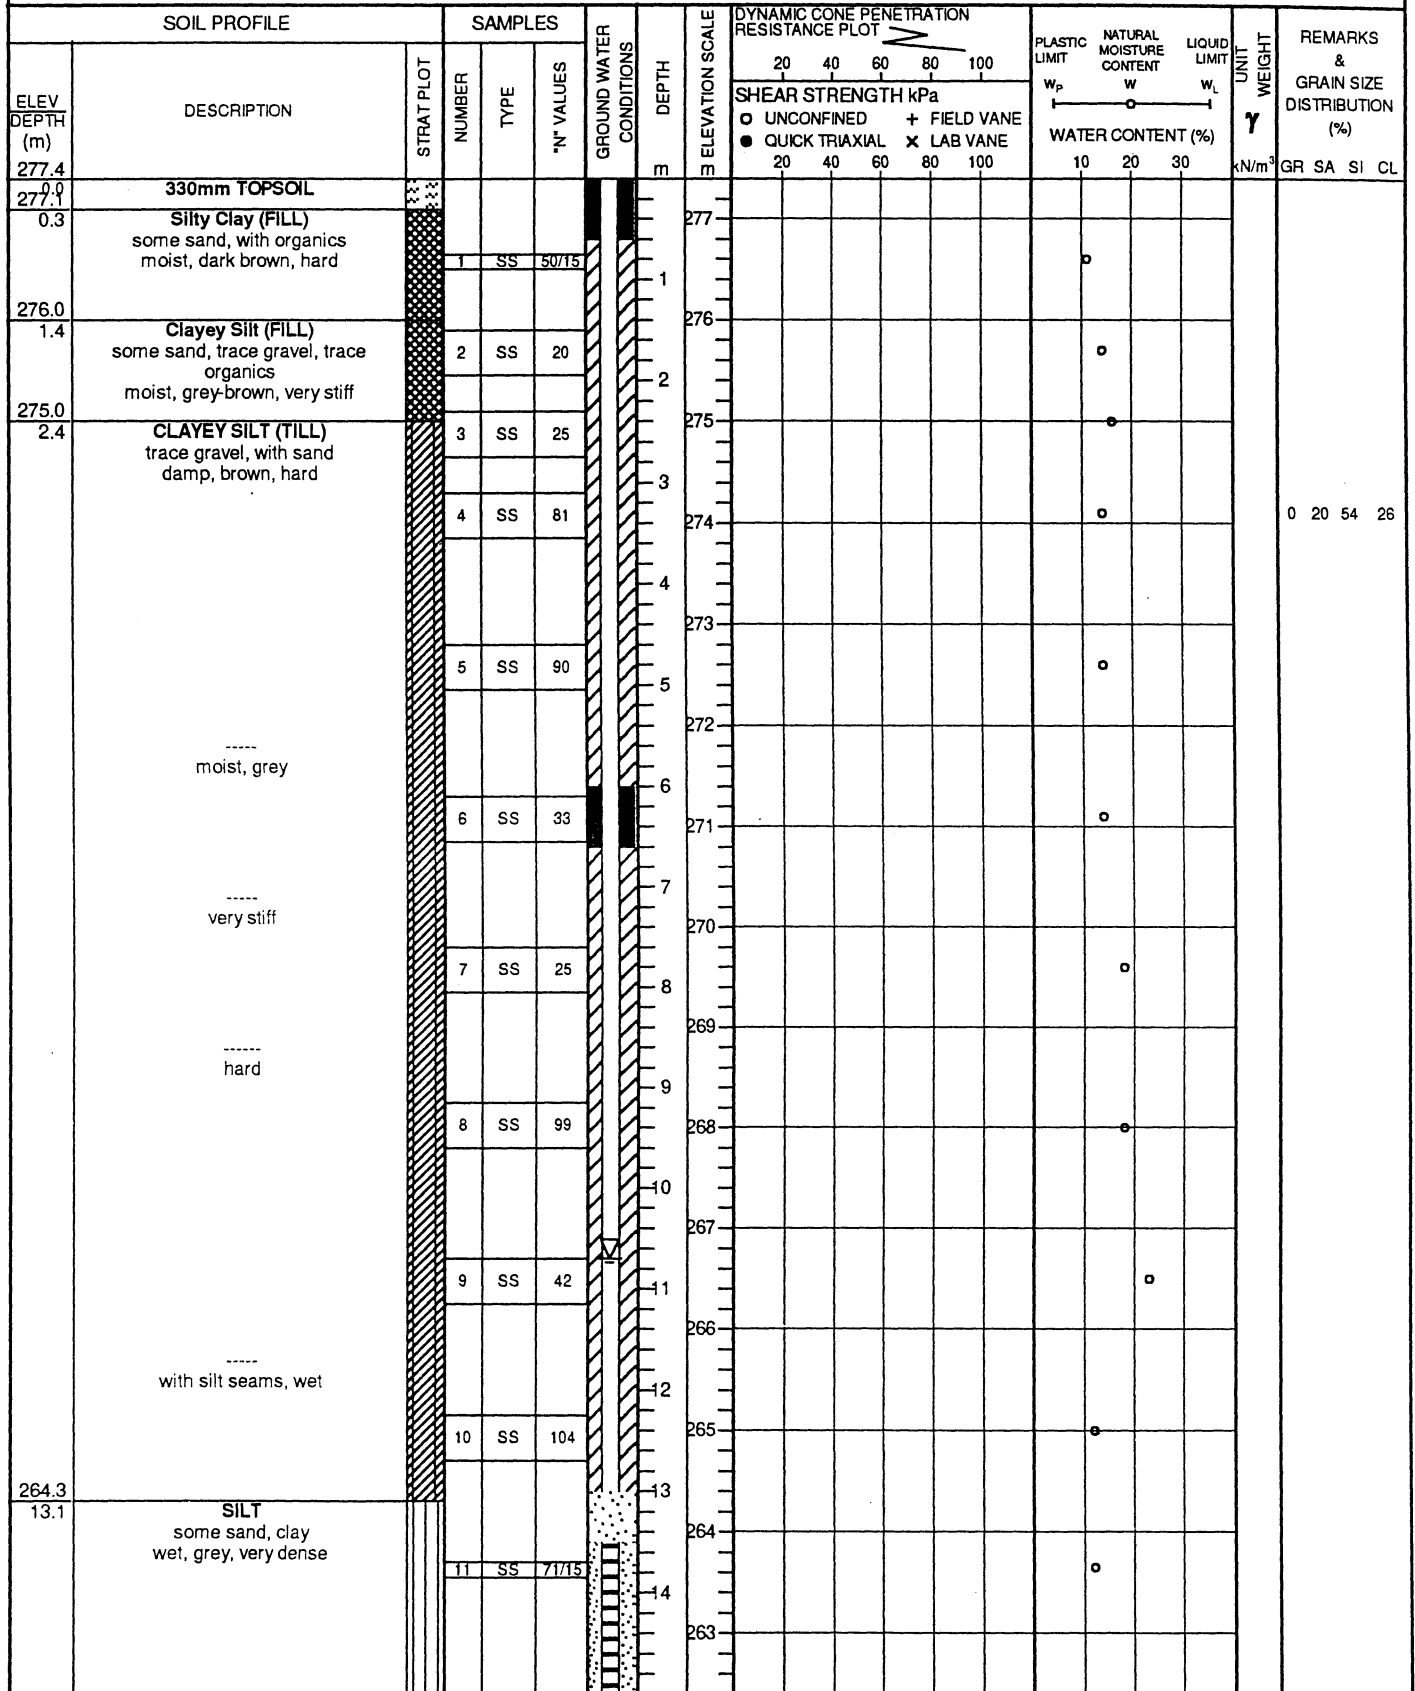 SOIL PROFILE
SAMPLES
GROUND WATER CONDITIONS
DEPTH
m
ELEVATION SCALE
m
DYNAMIC CONE PENETRATION
RESISTANCE PLOT
20 40 60 80 100
SHEAR STRENGTH kPa
O UNCONFINED + FIELD VANE
● QUICK TRIAXIAL × LAB VANE
20 40 60 80 100
PLASTIC LIMIT
NATURAL MOISTURE CONTENT
LIQUID LIMIT
WP W WL
WATER CONTENT (%)
10 20 30
UNIT WEIGHT
γ
kN/m³
REMARKS
&
GRAIN SIZE
DISTRIBUTION
(%)
GR SA SI CL
ELEV
DEPTH
(m)
DESCRIPTION
STRAT PLOT
NUMBER
TYPE
"N" VALUES
277.4
0.0
330mm TOPSOIL
277.1
0.3
Silty Clay (FILL)
277
some sand, with organics
moist, dark brown, hard
1 SS 50/15
1
276.0
276
1.4
Clayey Silt (FILL)
some sand, trace gravel, trace
organics
2 SS 20
moist, grey-brown, very stiff
2
275.0
275
2.4
CLAYEY SILT (TILL)
3 SS 25
trace gravel, with sand
damp, brown, hard
3
4 SS 81
274
0 20 54 26
4
273
5 SS 90
5
272
-----
moist, grey
6
6 SS 33
271
7
-----
very stiff
270
7 SS 25
8
269
------
hard
9
8 SS 99
268
10
267
9 SS 42
11
266
-----
with silt seams, wet
12
10 SS 104
265
264.3
13
13.1
SILT
some sand, clay
264
wet, grey, very dense
11 SS 71/15
14
263